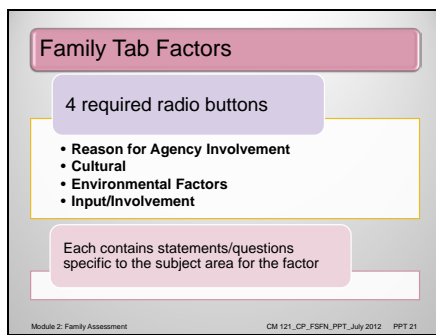 Family Tab Factors
4 required radio buttons
• Reason for Agency Involvement
• Cultural
• Environmental Factors
• Input/Involvement
Each contains statements/questions
specific to the subject area for the factor
Module 2: Family Assessment CM 121_CP_FSFN_PPT_July 2012 PPT 21